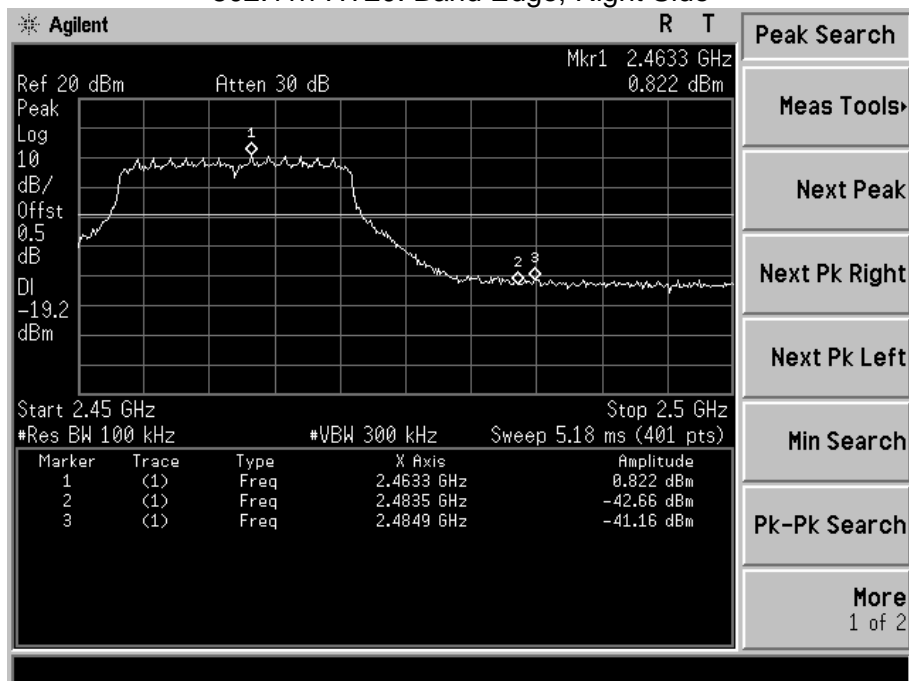 Agilent
R T
Mkr1 2.4633 GHz
Ref 20 dBm Atten 30 dB 0.822 dBm
Peak
Log
10
dB/
Offst
0.5
dB
DI
-19.2
dBm
1
2
3
Start 2.45 GHz Stop 2.5 GHz
#Res BW 100 kHz #VBW 300 kHz Sweep 5.18 ms (401 pts)
Marker Trace Type X Axis Amplitude
1 (1) Freq 2.4633 GHz 0.822 dBm
2 (1) Freq 2.4835 GHz -42.66 dBm
3 (1) Freq 2.4849 GHz -41.16 dBm
Peak Search
Meas Tools
Next Peak
Next Pk Right
Next Pk Left
Min Search
Pk-Pk Search
More
1 of 2